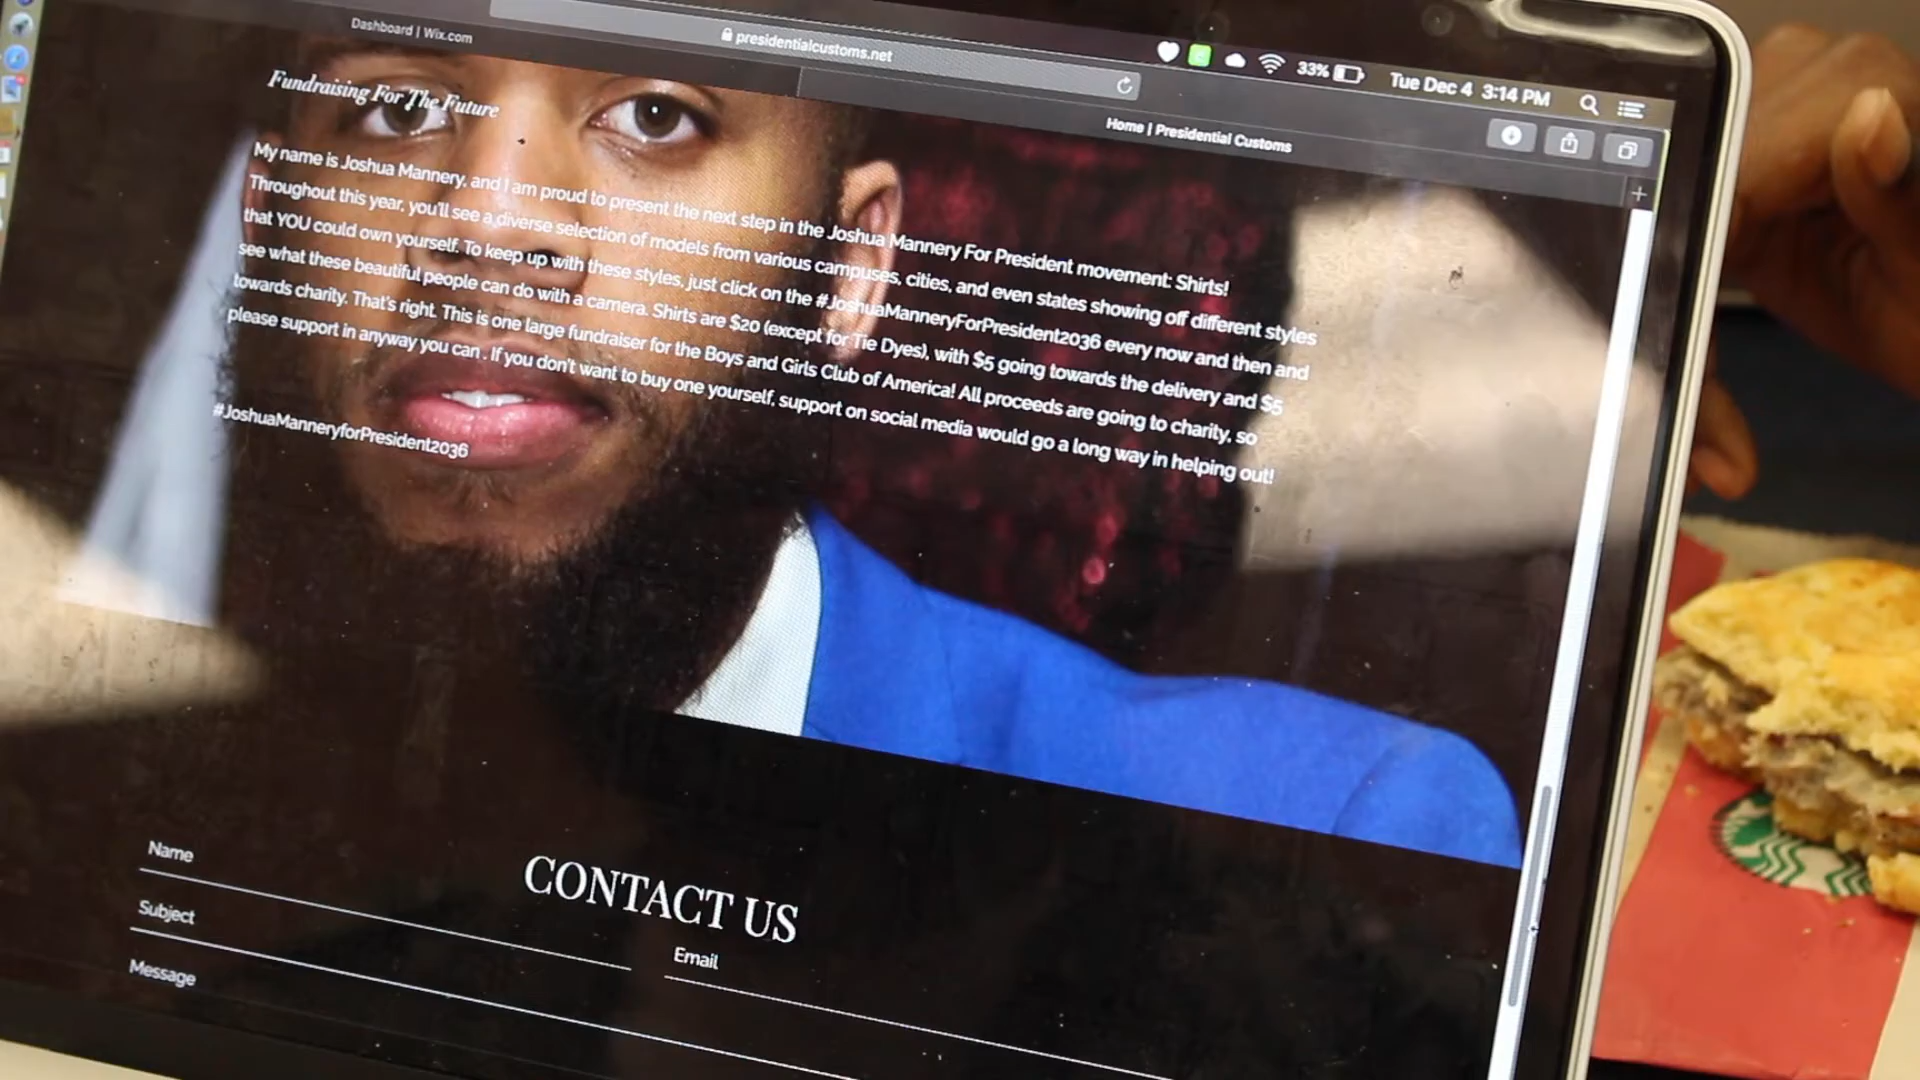 Dashboard | Wix.com
presidentialcustoms.net
33%
Tue Dec 4 3:14 PM
Home | Presidential Customs
Fundraising For The Future
My name is Joshua Mannery, and I am proud to present the next step in the Joshua Mannery For President movement: Shirts!
Throughout this year, you'll see a diverse selection of models from various campuses, cities, and even states showing off different styles
that YOU could own yourself. To keep up with these styles, just click on the #JoshuaManneryForPresident2036 every now and then and
see what these beautiful people can do with a camera. Shirts are $20 (except for Tie Dyes), with $5 going towards the delivery and $5
towards charity. That's right. This is one large fundraiser for the Boys and Girls Club of America! All proceeds are going to charity, so
please support in anyway you can . If you don't want to buy one yourself, support on social media would go a long way in helping out!
#JoshuaManneryforPresident2036
CONTACT US
Name
Email
Subject
Message